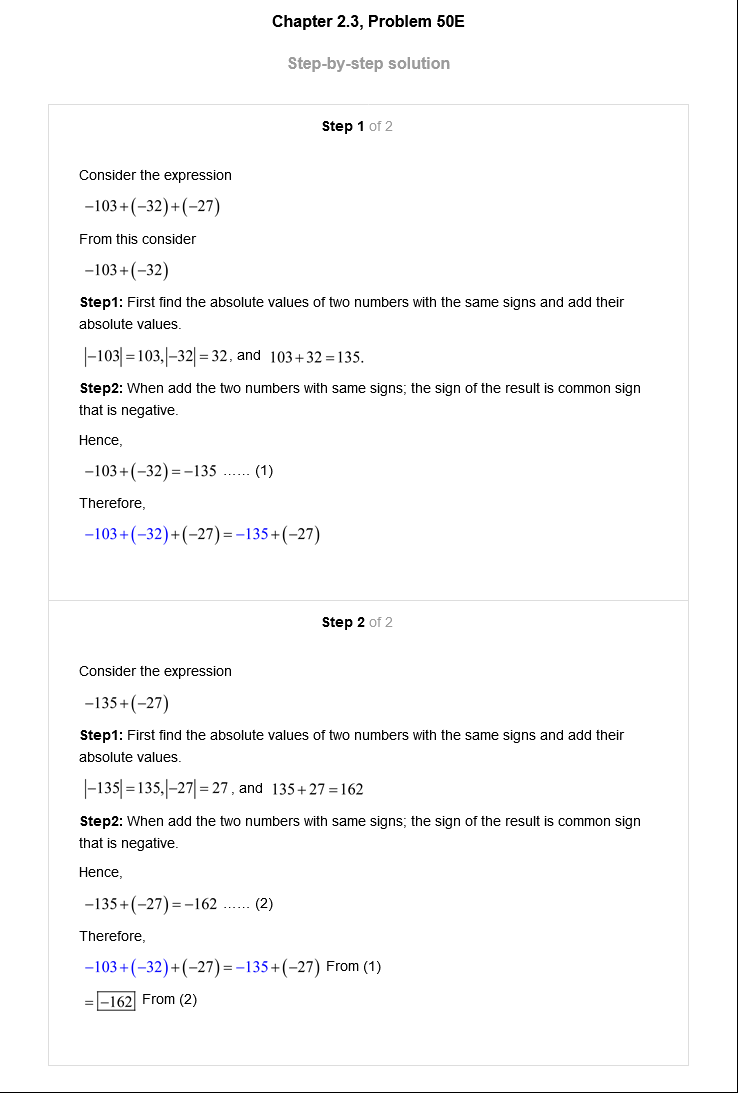 Chapter 2.3, Problem 50E
Step-by-step solution
Step 1 of 2
Consider the expression
−103+(−32)+(−27)
From this consider
−103+(−32)
Step1: First find the absolute values of two numbers with the same signs and add their
absolute values.
|−103|=103,|−32|=32, and 103+32=135.
Step2: When add the two numbers with same signs; the sign of the result is common sign
that is negative.
Hence,
−103+(−32)=−135 ...... (1)
Therefore,
−103+(−32)+(−27)=−135+(−27)
Step 2 of 2
Consider the expression
−135+(−27)
Step1: First find the absolute values of two numbers with the same signs and add their
absolute values.
|−135|=135,|−27|=27, and 135+27=162
Step2: When add the two numbers with same signs; the sign of the result is common sign
that is negative.
Hence,
−135+(−27)=−162 ...... (2)
Therefore,
−103+(−32)+(−27)=−135+(−27) From (1)
=−162 From (2)